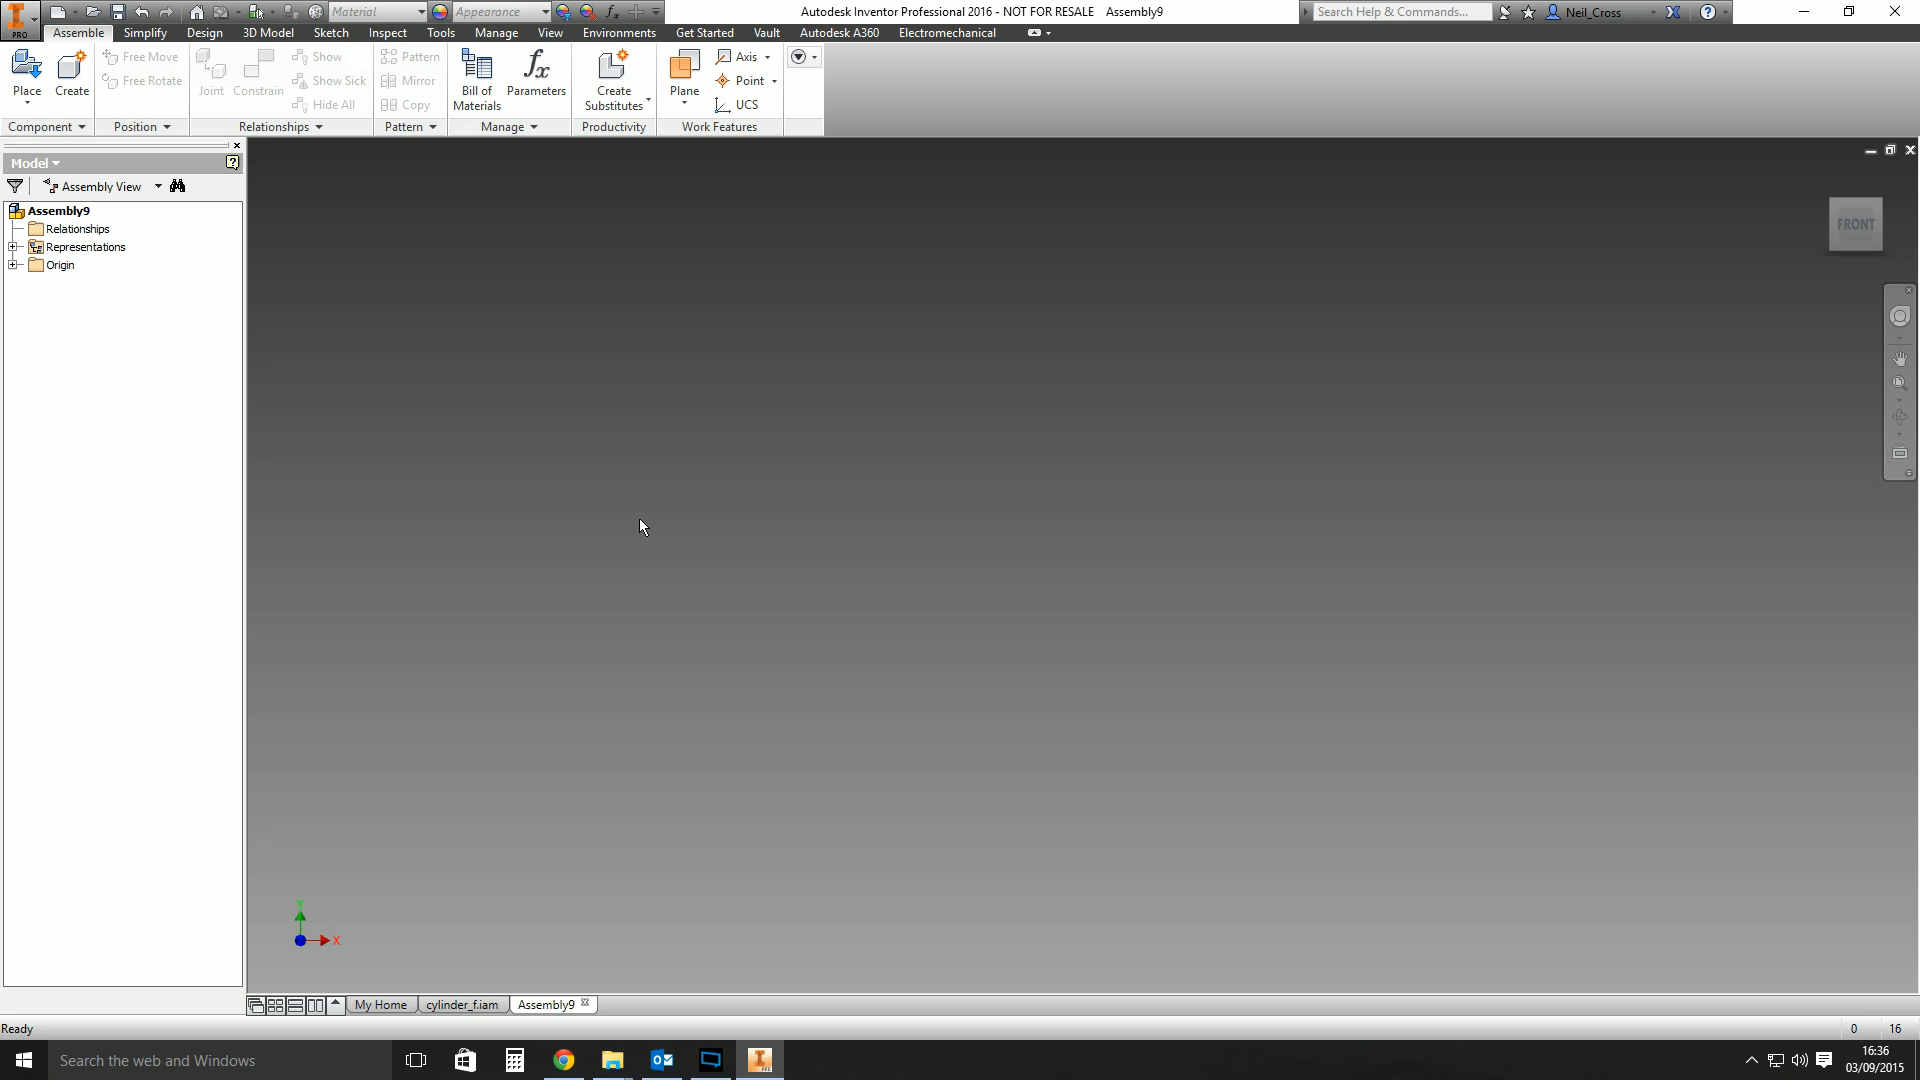 Material
Appearance
Autodesk Inventor Professional 2016 - NOT FOR RESALE Assembly9
Search Help & Commands...
Neil_Cross
PRO
Assemble
Simplify
Design
3D Model
Sketch
Inspect
Tools
Manage
View
Environments
Get Started
Vault
Autodesk A360
Electromechanical
Place
Create
Free Move
Free Rotate
Joint
Constrain
Show
Show Sick
Hide All
Pattern
Mirror
Copy
Bill of
Materials
Parameters
Create
Substitutes
Plane
Axis
Point
UCS
Component
Position
Relationships
Pattern
Manage
Productivity
Work Features
Model
Assembly View
Assembly9
Relationships
Representations
Origin
FRONT
Y
X
My Home
cylinder_f.iam
Assembly9
Ready
0
16
Search the web and Windows
16:36
03/09/2015